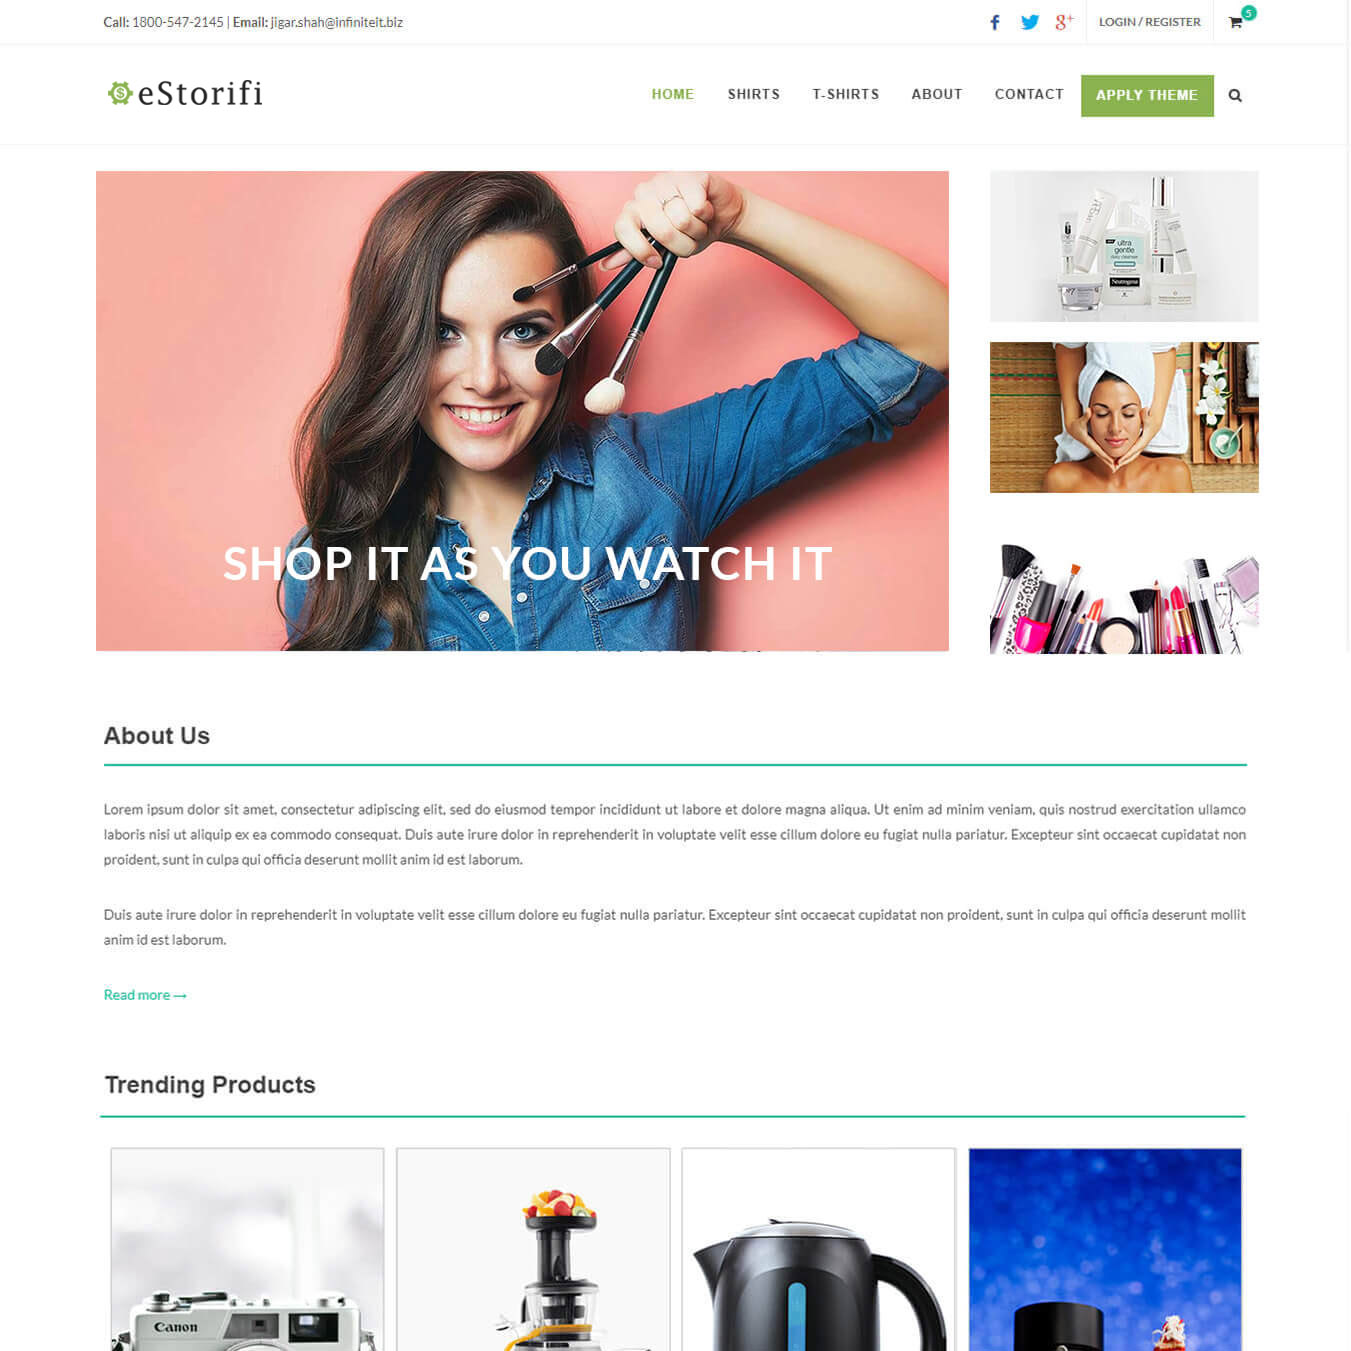 Call: 1800-547-2145 | Email: jigar.shah@infiniteit.biz
LOGIN / REGISTER
5
eStorifi
HOME
SHIRTS
T-SHIRTS
ABOUT
CONTACT
APPLY THEME
SHOP IT AS YOU WATCH IT
ultra
gentle
daily cleanser
Neutrogena
About Us
Lorem ipsum dolor sit amet, consectetur adipiscing elit, sed do eiusmod tempor incididunt ut labore et dolore magna aliqua. Ut enim ad minim veniam, quis nostrud exercitation ullamco
laboris nisi ut aliquip ex ea commodo consequat. Duis aute irure dolor in reprehenderit in voluptate velit esse cillum dolore eu fugiat nulla pariatur. Excepteur sint occaecat cupidatat non
proident, sunt in culpa qui officia deserunt mollit anim id est laborum.
Duis aute irure dolor in reprehenderit in voluptate velit esse cillum dolore eu fugiat nulla pariatur. Excepteur sint occaecat cupidatat non proident, sunt in culpa qui officia deserunt mollit
anim id est laborum.
Read more →
Trending Products
Canon